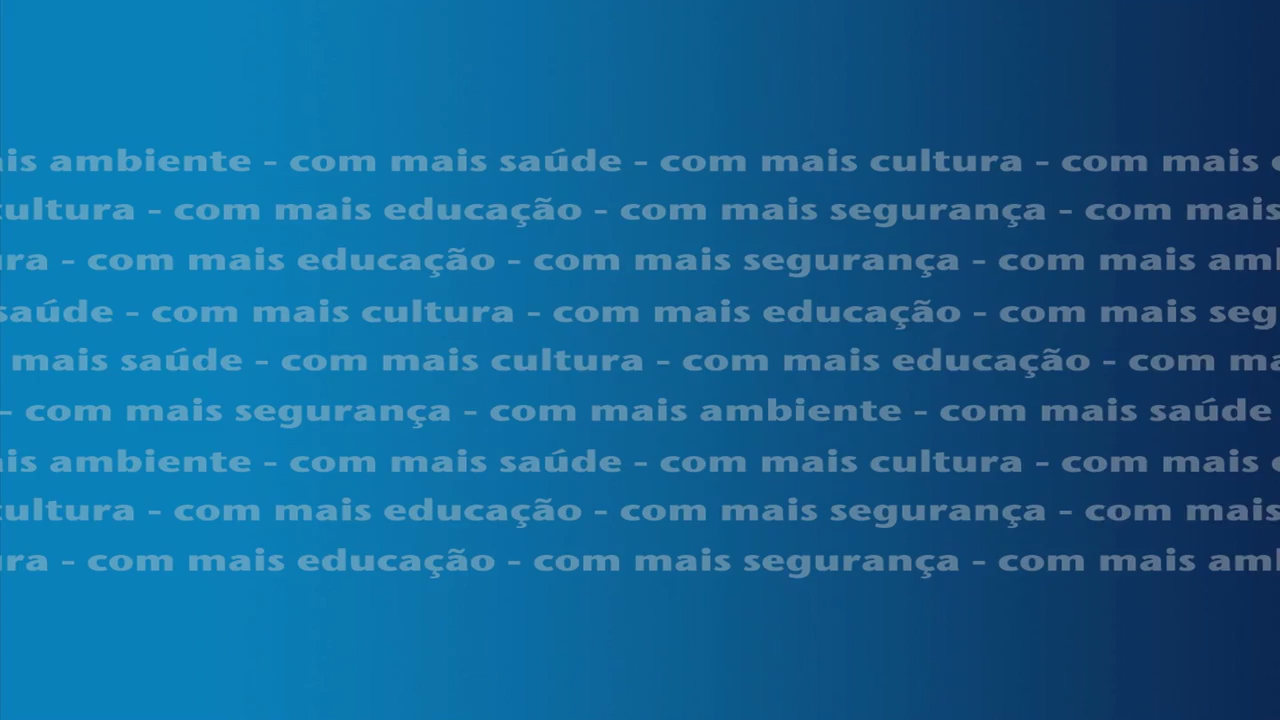 is ambiente - com mais saúde - com mais cultura - com mais
cultura - com mais educação - com mais segurança - com mais
ra - com mais educação - com mais segurança - com mais am
saúde - com mais cultura - com mais educação - com mais seg
mais saúde - com mais cultura - com mais educação - com ma
- com mais segurança - com mais ambiente - com mais saúde
is ambiente - com mais saúde - com mais cultura - com mais
cultura - com mais educação - com mais segurança - com mais
ra - com mais educação - com mais segurança - com mais am